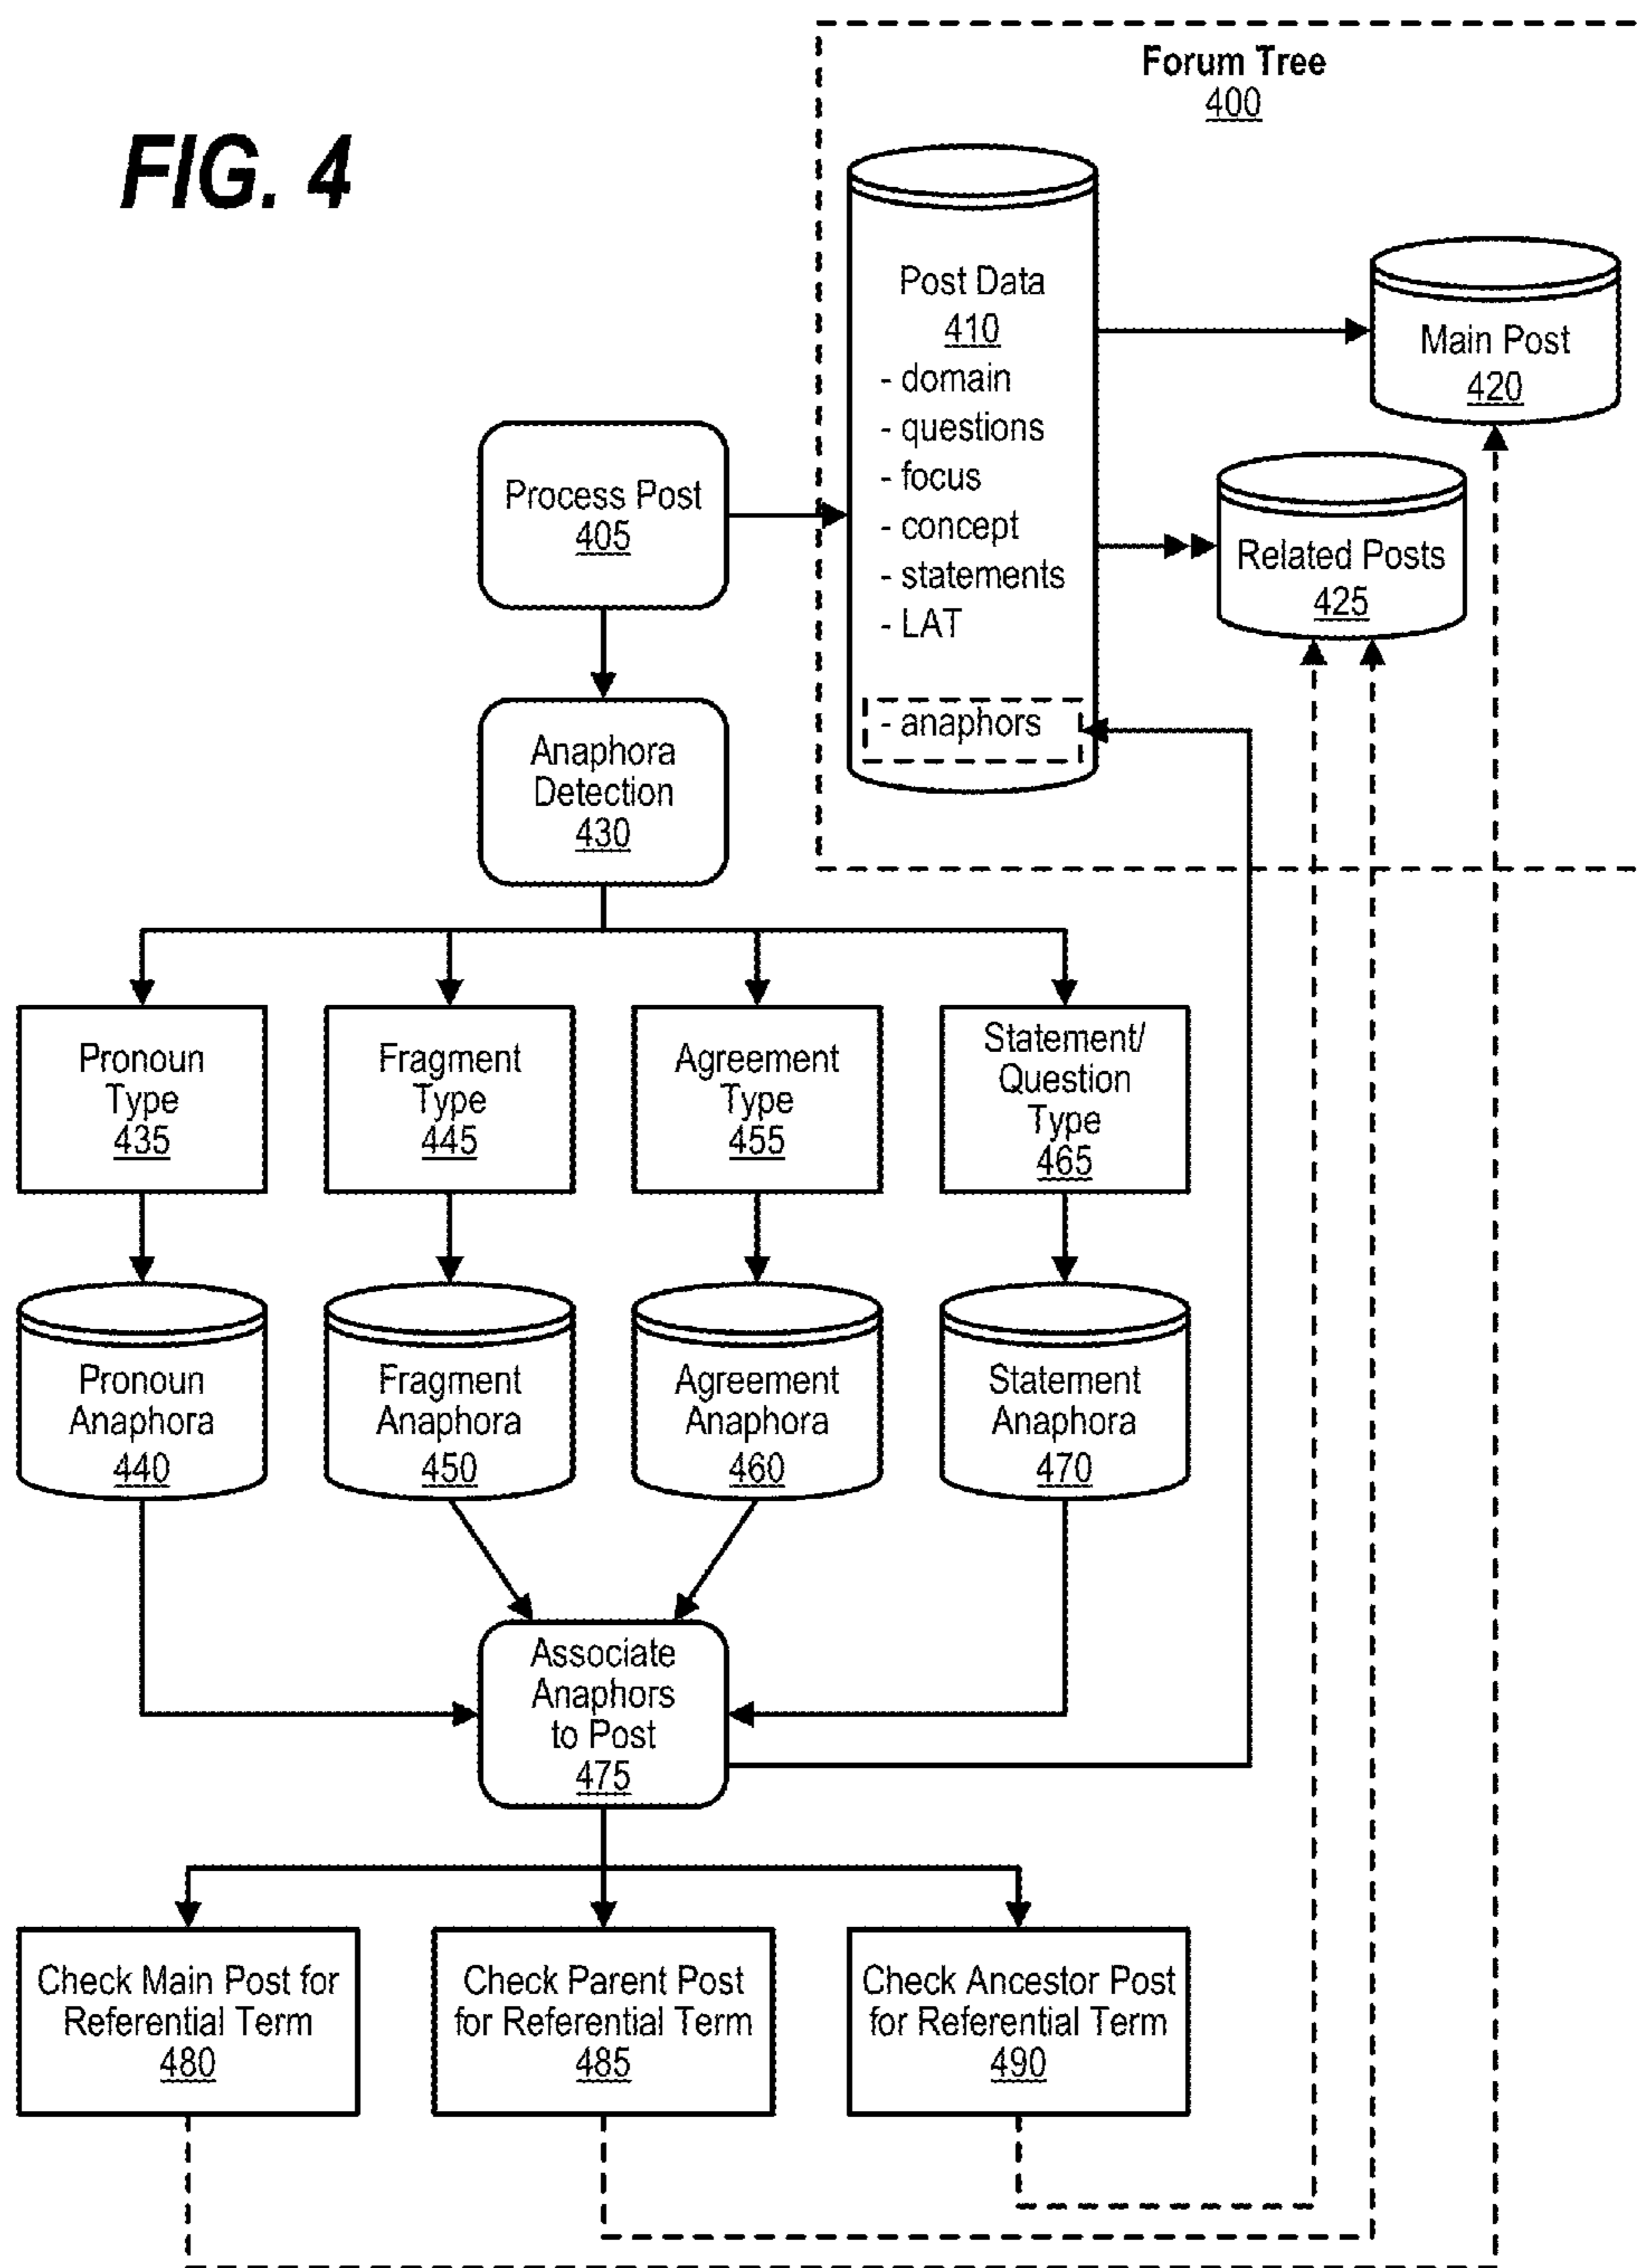 FIG. 4
Forum Tree
400
Post Data
410
- domain
- questions
- focus
- concept
- statements
- LAT
- anaphors
Main Post
420
Related Posts
425
Process Post
405
Anaphora
Detection
430
Pronoun
Type
435
Fragment
Type
445
Agreement
Type
455
Statement/
Question
Type
465
Pronoun
Anaphora
440
Fragment
Anaphora
450
Agreement
Anaphora
460
Statement
Anaphora
470
Associate
Anaphors
to Post
475
Check Main Post for
Referential Term
480
Check Parent Post
for Referential Term
485
Check Ancestor Post
for Referential Term
490